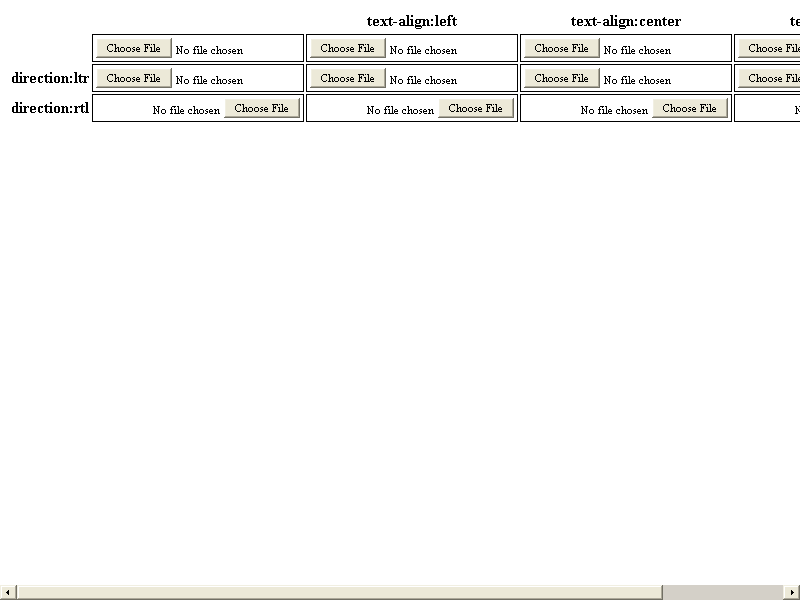 text-align:left text-align:center te
Choose File No file chosen Choose File No file chosen Choose File No file chosen Choose File
direction:ltr Choose File No file chosen Choose File No file chosen Choose File No file chosen Choose File
direction:rtl No file chosen Choose File No file chosen Choose File No file chosen Choose File N